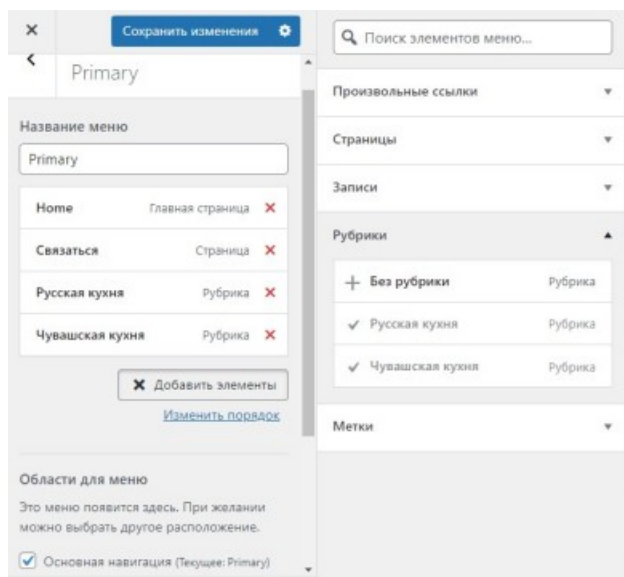 Сохранить изменения
Primary
Название меню
Primary
Home Главная страница
Связаться Страница
Русская кухня Рубрика
Чувашская кухня Рубрика
Добавить элементы
Изменить порядок
Области для меню
Это меню появится здесь. При желании
можно выбрать другое расположение.
Основная навигация (Текущее: Primary)
Поиск элементов меню...
Произвольные ссылки
Страницы
Записи
Рубрики
Без рубрики Рубрика
Русская кухня Рубрика
Чувашская кухня Рубрика
Метки